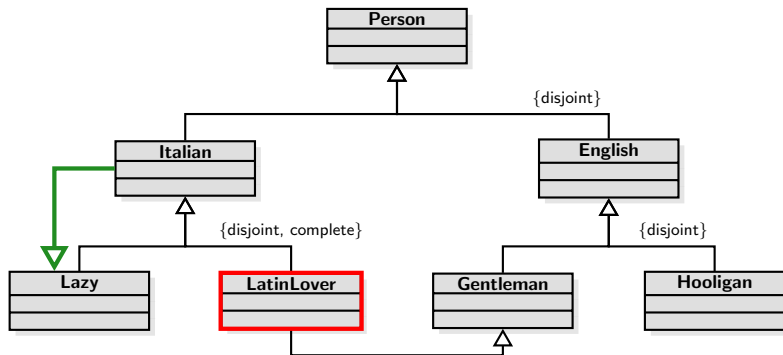 Person
{disjoint}
Italian
English
{disjoint, complete}
{disjoint}
Lazy
LatinLover
Gentleman
Hooligan